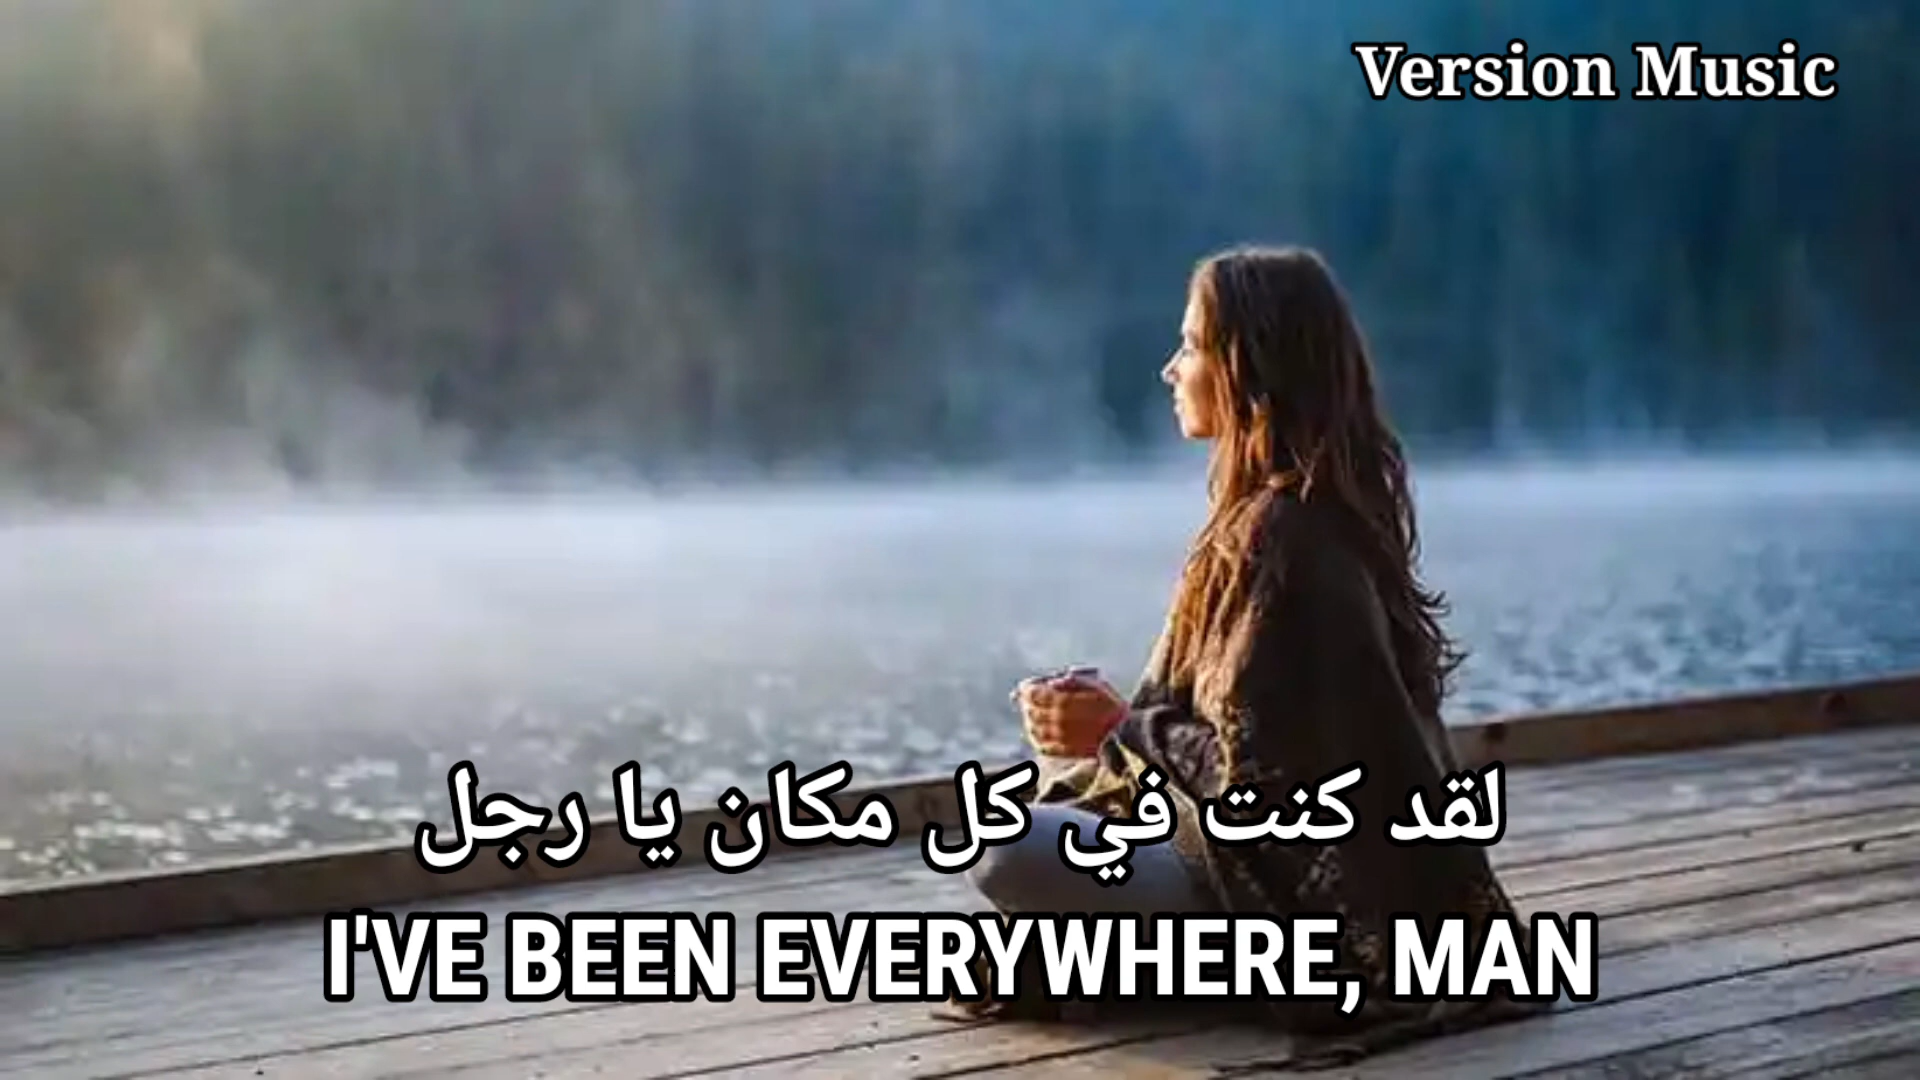 Version Music
لقد كنت في كل مكان يا رجل
I'VE BEEN EVERYWHERE, MAN